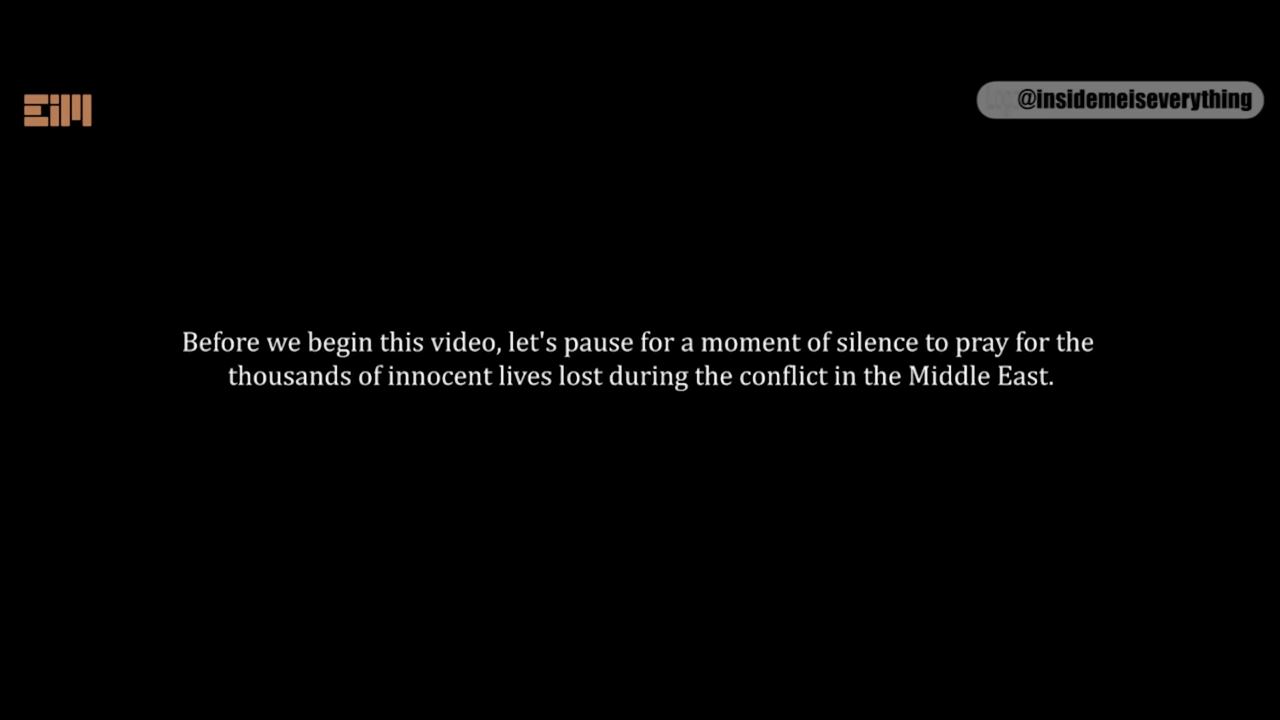 EiM
@insidemeiseverything
Before we begin this video, let's pause for a moment of silence to pray for the
thousands of innocent lives lost during the conflict in the Middle East.